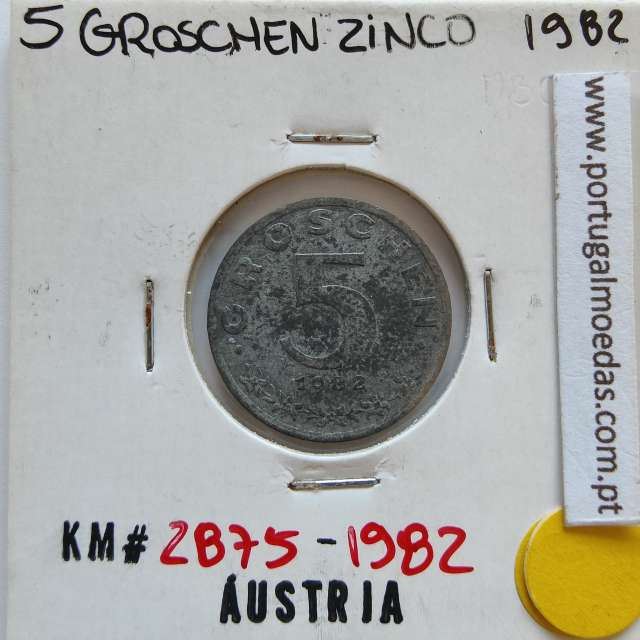 5 GROSCHEN ZINCO 1982
www.portugalmoedas.com.pt
GROSCHEN
5
1982
KM# 2875-1982
ÁUSTRIA